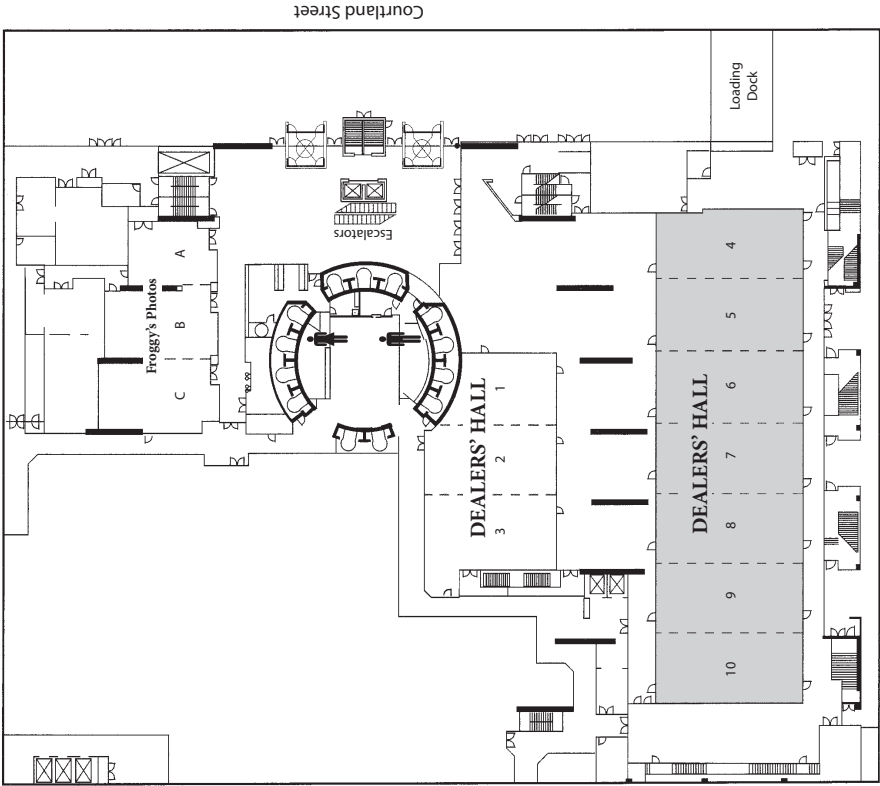 Courtland Street
Loading
Dock
Escalators
Froggy's Photos
A
B
C
DEALERS' HALL
1
2
3
DEALERS' HALL
4
5
6
7
8
9
10